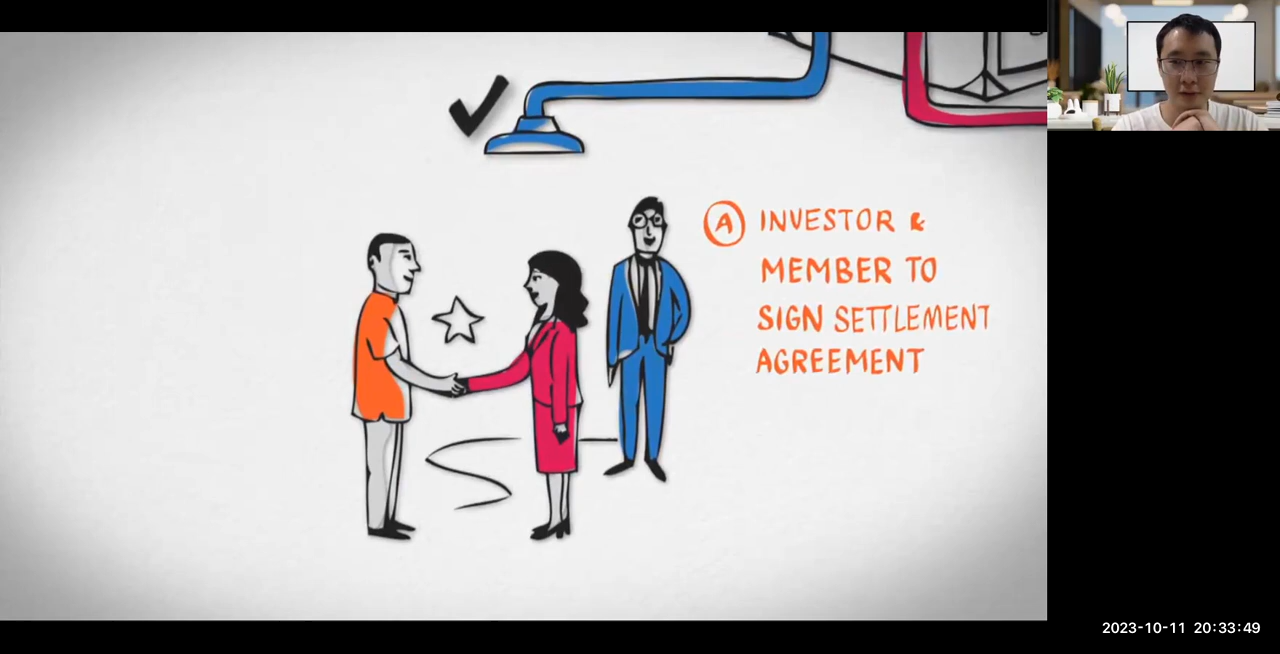 A INVESTOR &
MEMBER TO
SIGN SETTLEMENT
AGREEMENT
2023-10-11 20:33:49